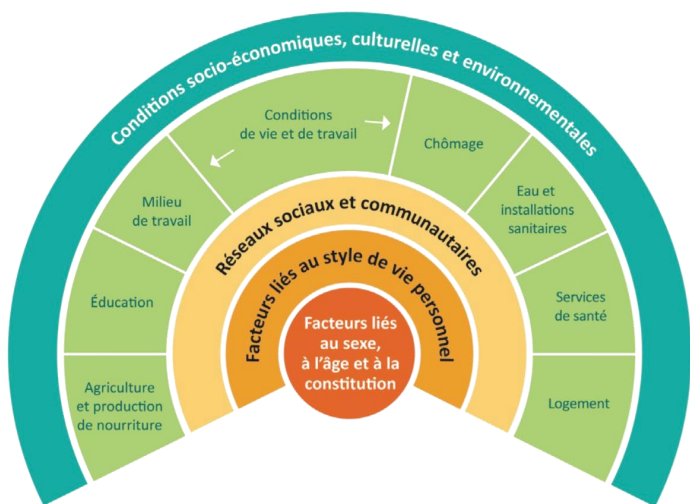 Conditions socio-économiques, culturelles et environnementales
Conditions
de vie et de travail
Chômage
Milieu
de travail
Eau et
installations
sanitaires
Éducation
Services
de santé
Agriculture
et production
de nourriture
Logement
Réseaux sociaux et communautaires
Facteurs liés au style de vie personnel
Facteurs liés
au sexe,
à l'âge et à la
constitution